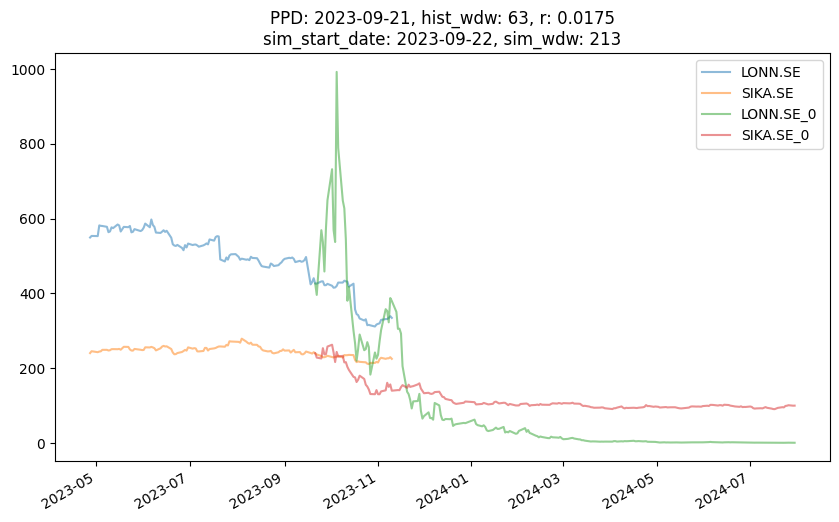 PPD: 2023-09-21, hist_wdw: 63, r: 0.0175
sim_start_date: 2023-09-22, sim_wdw: 213
LONN.SE
SIKA.SE
LONN.SE_0
SIKA.SE_0
1000
800
600
400
200
0
2023-05
2023-07
2023-09
2023-11
2024-01
2024-03
2024-05
2024-07